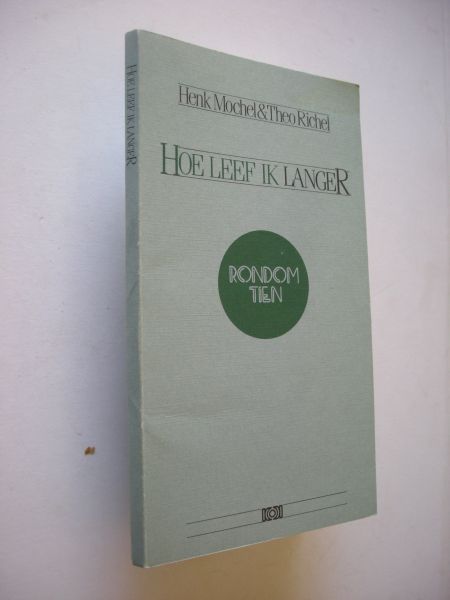 Henk Mochel & Theo Richel
HOE LEEF IK LANGER
RONDOM
TIEN
HOE LEEF IK LANGER